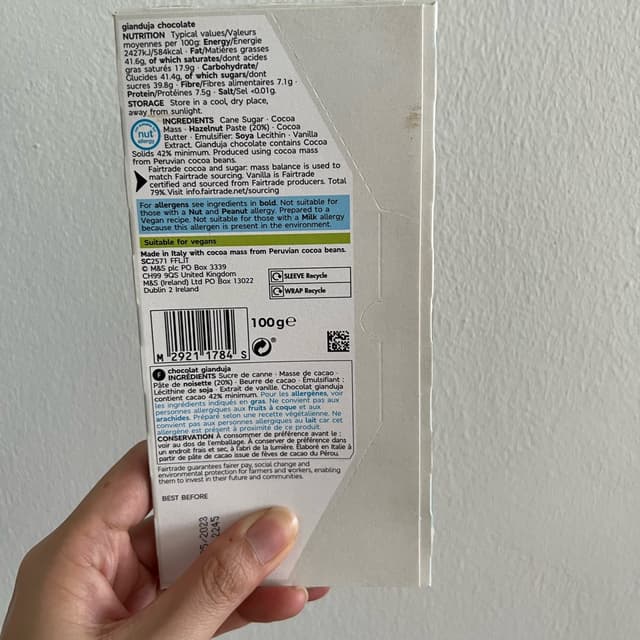 gianduja chocolate
NUTRITION Typical values/Valeurs
moyennes per 100g: Energy/Énergie
2427kJ/584kcal · Fat/Matières grasses
41.6g, of which saturates/dont acides
gras saturés 17.9g · Carbohydrate/
Glucides 41.4g, of which sugars/dont
sucres 39.8g · Fibre/Fibres alimentaires 7.1g ·
Protein/Protéines 7.5g · Salt/Sel <0.01g.
STORAGE Store in a cool, dry place,
away from sunlight.
nut
allergy
INGREDIENTS Cane Sugar · Cocoa
Mass · Hazelnut Paste (20%) · Cocoa
Butter · Emulsifier: Soya Lecithin · Vanilla
Extract. Gianduja chocolate contains Cocoa
Solids 42% minimum. Produced using cocoa mass
from Peruvian cocoa beans.
Fairtrade cocoa and sugar: mass balance is used to
match Fairtrade sourcing. Vanilla is Fairtrade
certified and sourced from Fairtrade producers. Total
79%.Visit info.fairtrade.net/sourcing
For allergens see ingredients in bold. Not suitable for
those with a Nut and Peanut allergy. Prepared to a
Vegan recipe. Not suitable for those with a Milk allergy
because this allergen is present in the environment.
Suitable for vegans
Made in Italy with cocoa mass from Peruvian cocoa beans.
SC2571 FFL.IT
© M&S plc PO Box 3339
CH99 9QS United Kingdom
M&S (Ireland) Ltd PO Box 13022
Dublin 2 Ireland
SLEEVE Recycle
WRAP Recycle
100g℮
M 2921 1784 S
F chocolat gianduja
INGRÉDIENTS Sucre de canne · Masse de cacao ·
Pâte de noisette (20%) · Beurre de cacao · Émulsifiant :
Lécithine de soja · Extrait de vanille. Chocolat gianduja
contient cacao 42% minimum. Pour les allergènes, voir
les ingrédients indiqués en gras. Ne convient pas aux
personnes allergiques aux fruits à coque et aux
arachides. Préparé selon une recette végétalienne. Ne
convient pas aux personnes allergiques au lait car cet
allergène est présent à proximité de ce produit.
CONSERVATION À consommer de préférence avant le :
voir au dos de l'emballage. À conserver de préférence dans
un endroit frais et sec, à l'abri de la lumière. Élaboré en Italie à
partir de pâte de cacao issue de fèves de cacao du Pérou.
Fairtrade guarantees fairer pay, social change and
environmental protection for farmers and workers, enabling
them to invest in their future and communities.
BEST BEFORE
5/2023
2245